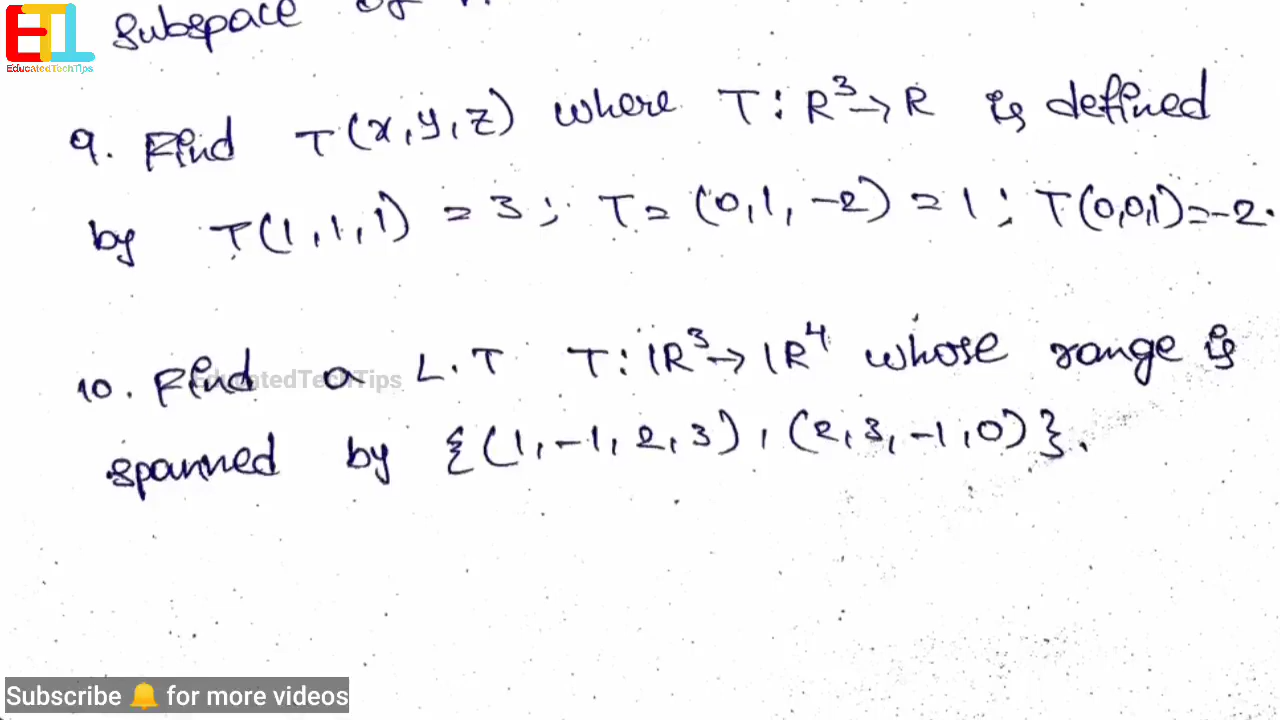 subspace of
ETL
EducatedTechTips
9. Find T(x,y,z) where T: R³→R is defined
by T(1,1,1) = 3; T= (0,1,-2) = 1; T(0,0,1)=-2.
10. Find a L.T T: IR³→IR⁴ whose range is
EducatedTechTips
spanned by {(1,-1,2,3), (2,3,-1,0)}.
Subscribe 🔔 for more videos